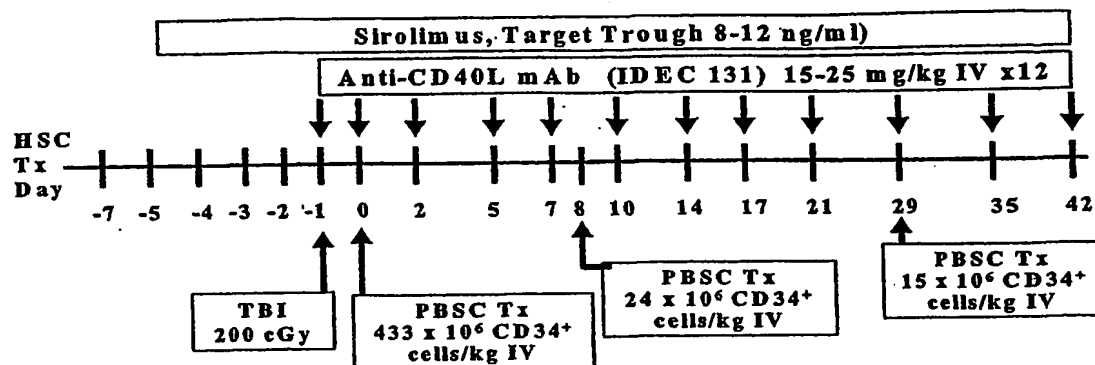 Sirolimus, Target Trough 8-12 ng/ml)
Anti-CD40L mAb (IDEC 131) 15-25 mg/kg IV x12
HSC
Tx
Day
-7 -5 -4 -3 -2 -1 0 2 5 7 8 10 14 17 21 29 35 42
TBI
200 cGy
PBSC Tx
433 x 10⁶ CD34⁺
cells/kg IV
PBSC Tx
24 x 10⁶ CD34⁺
cells/kg IV
PBSC Tx
15 x 10⁶ CD34⁺
cells/kg IV